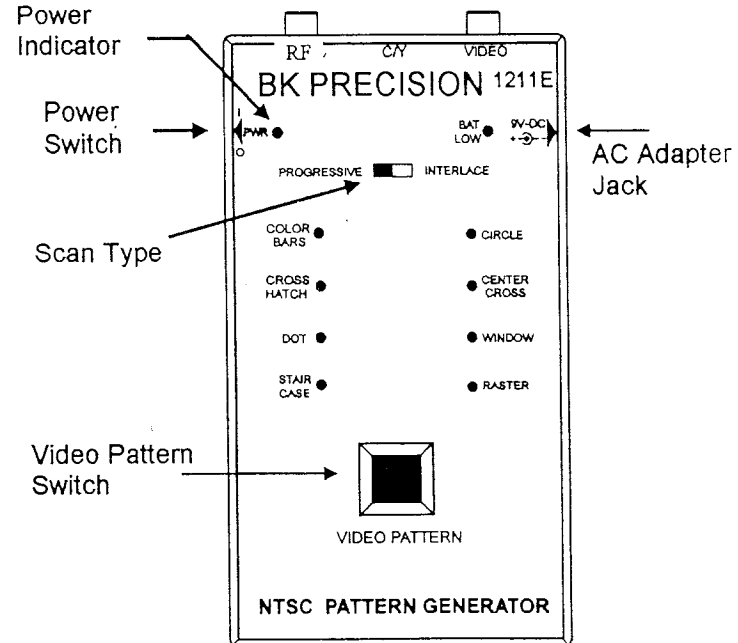 Power
Indicator
RF C/Y VIDEO
BK PRECISION 1211E
Power
Switch
I
PWR
O
BAT
LOW
9V-DC
+ -
AC Adapter
Jack
PROGRESSIVE INTERLACE
Scan Type
COLOR
BARS
CIRCLE
CROSS
HATCH
CENTER
CROSS
DOT
WINDOW
STAIR
CASE
RASTER
Video Pattern
Switch
VIDEO PATTERN
NTSC PATTERN GENERATOR